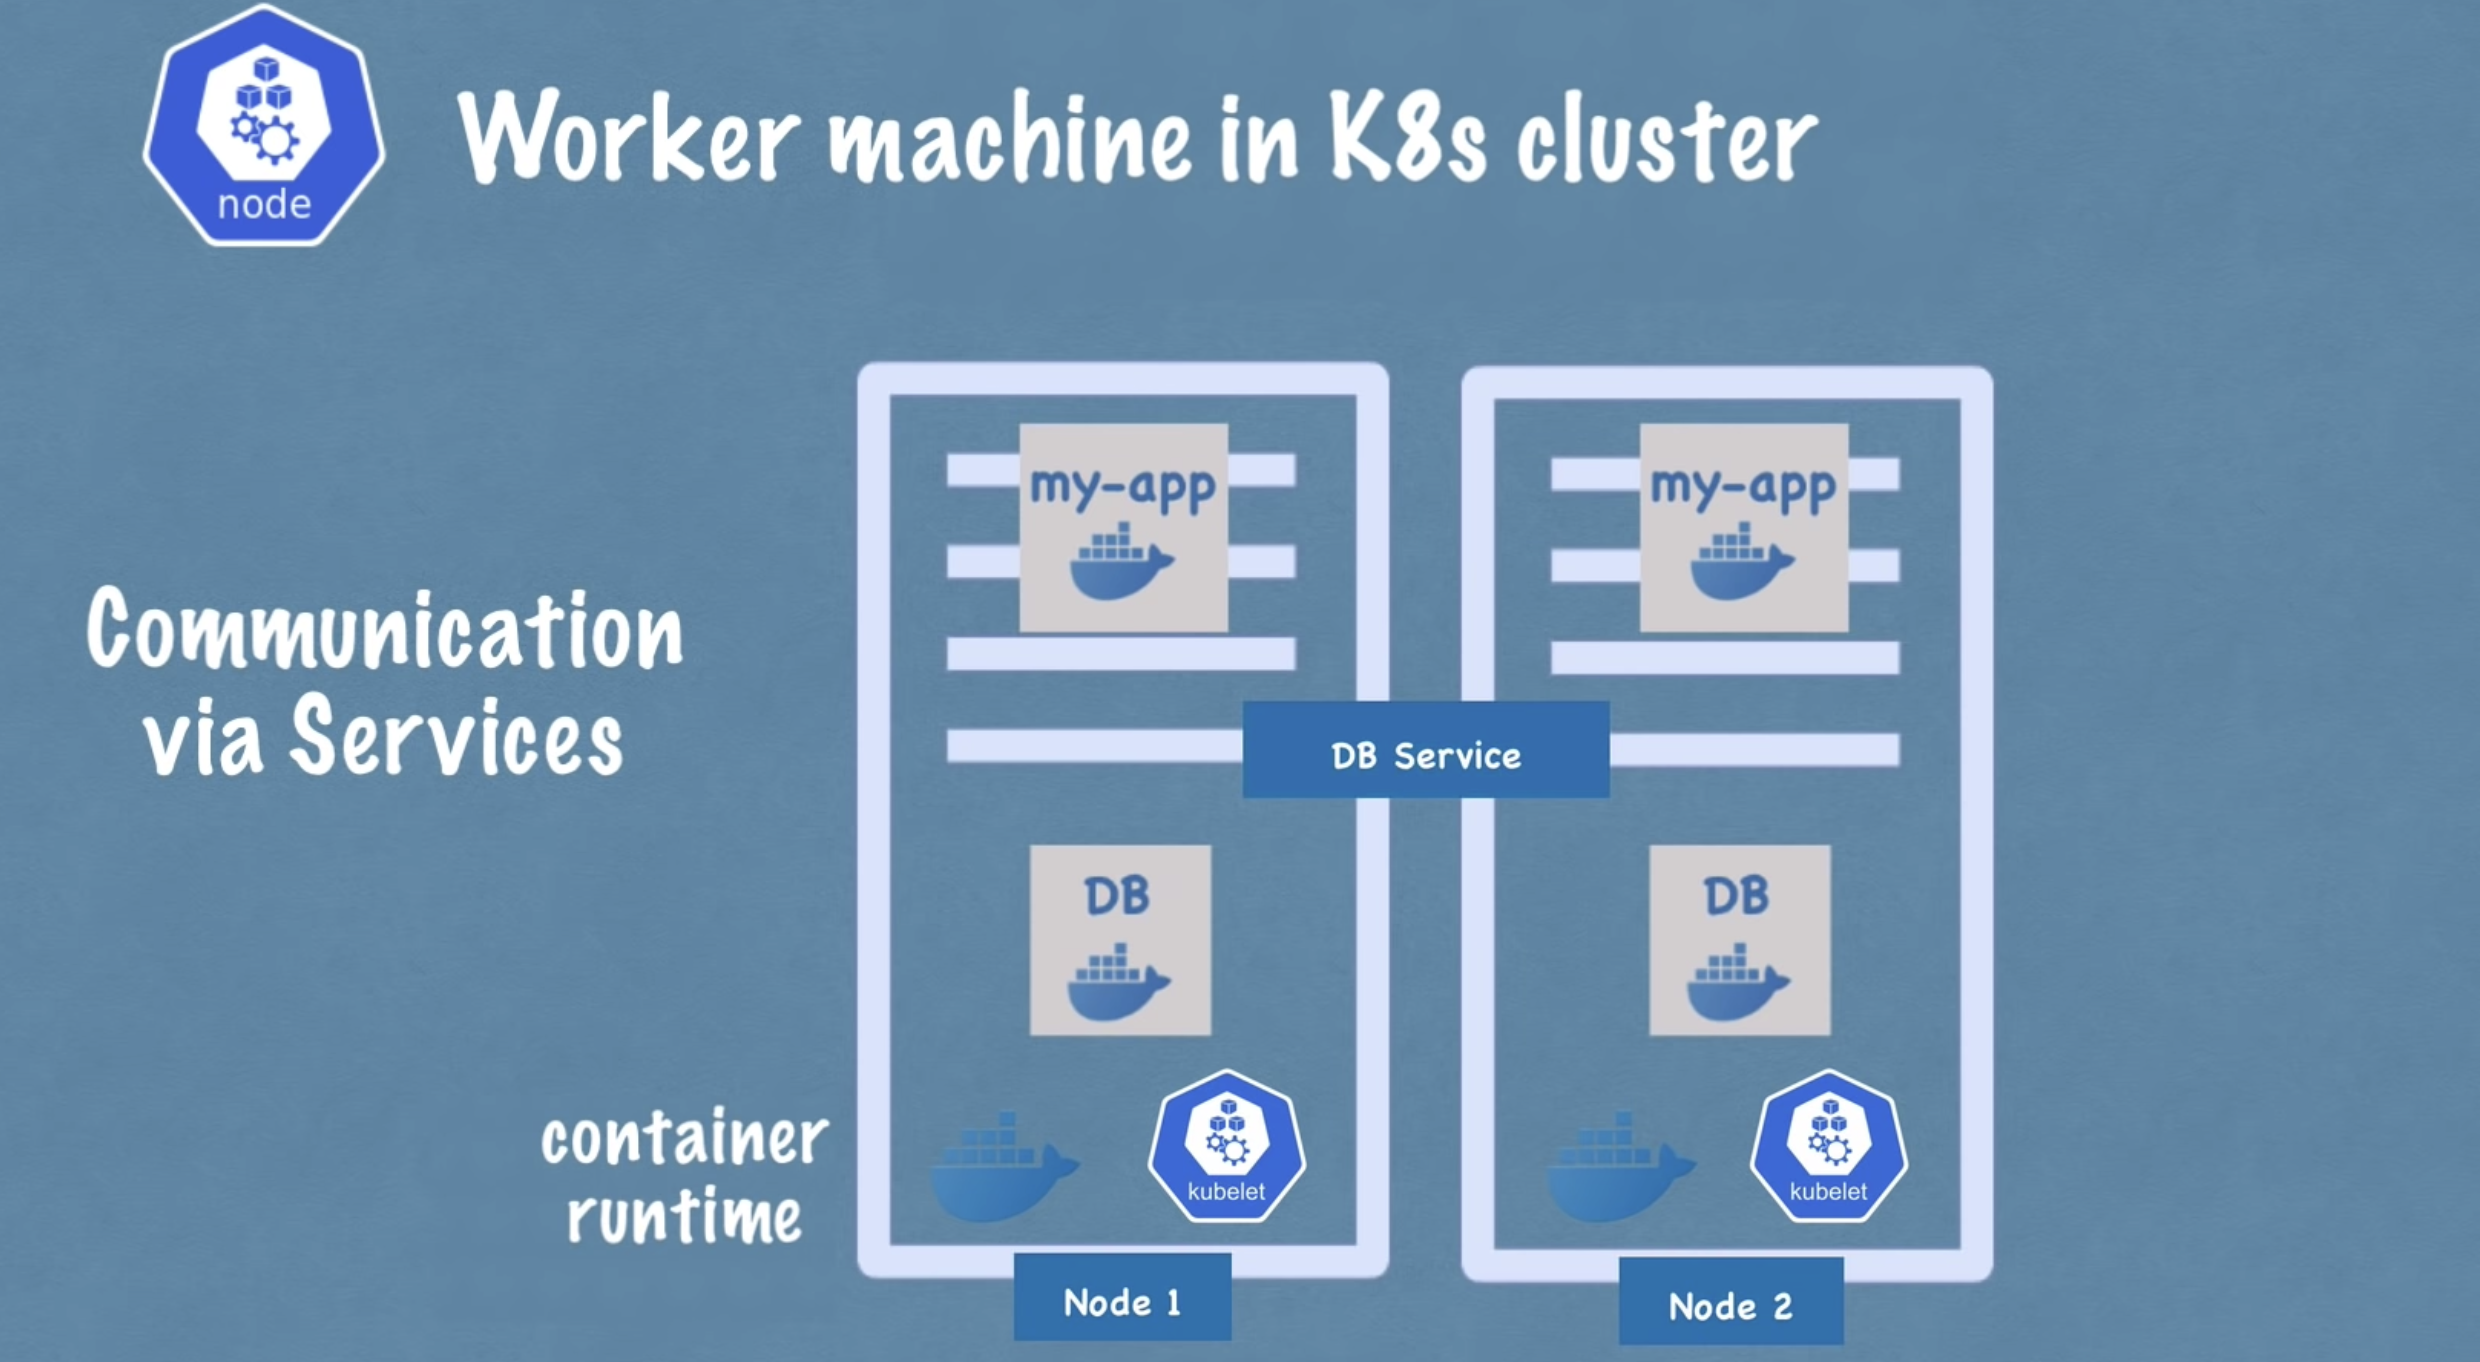 node
Worker machine in K8s cluster
Communication
via Services
my-app
my-app
DB Service
DB
DB
container
runtime
kubelet
kubelet
Node 1
Node 2